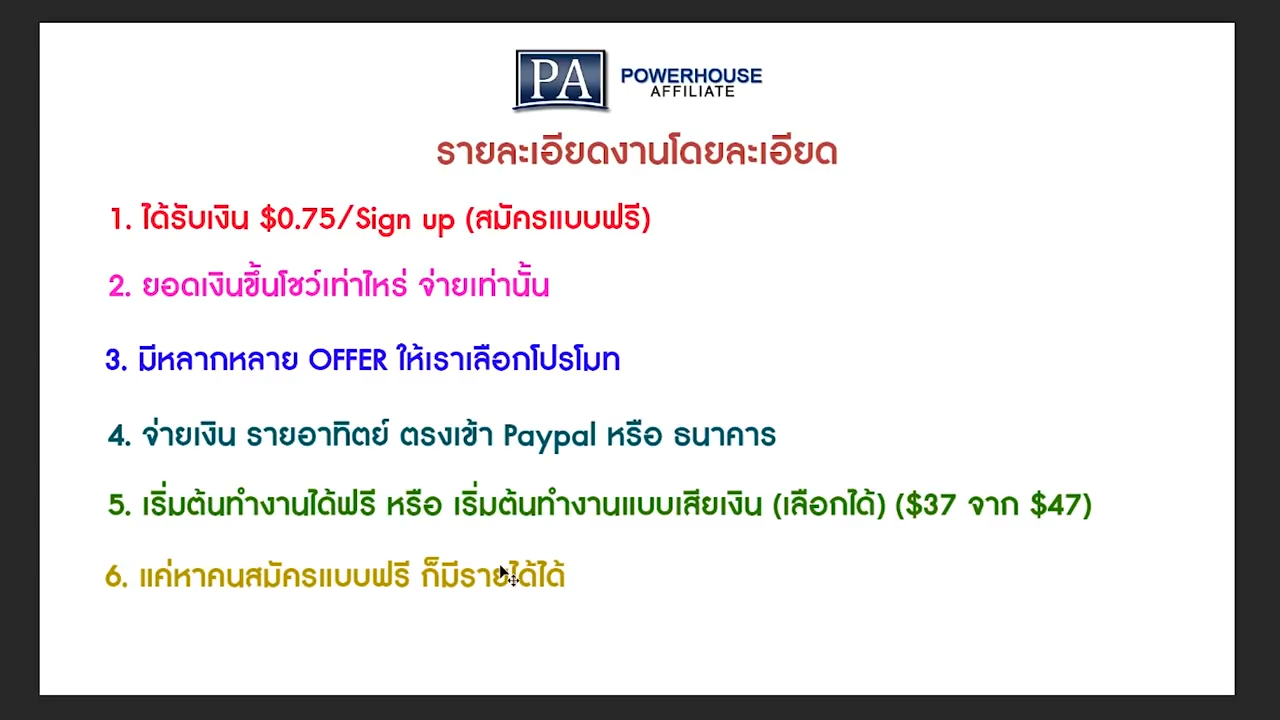 PA POWERHOUSE
AFFILIATE
รายละเอียดงานโดยละเอียด
1. ได้รับเงิน $0.75/Sign up (สมัครแบบฟรี)
2. ยอดเงินขึ้นโชว์เท่าไหร่ จ่ายเท่านั้น
3. มีหลากหลาย OFFER ให้เราเลือกโปรโมท
4. จ่ายเงิน รายอาทิตย์ ตรงเข้า Paypal หรือ ธนาคาร
5. เริ่มต้นทำงานได้ฟรี หรือ เริ่มต้นทำงานแบบเสียเงิน (เลือกได้) ($37 จาก $47)
6. แค่หาคนสมัครแบบฟรี ก็มีรายได้ได้